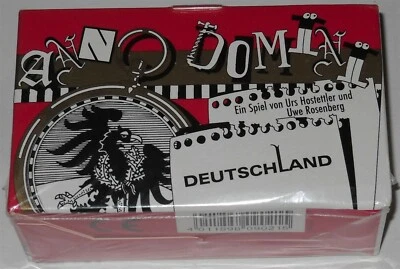 ANNO DOMINI
Ein Spiel von Urs Hostettler und
Uwe Rosenberg
DEUTSCHLAND